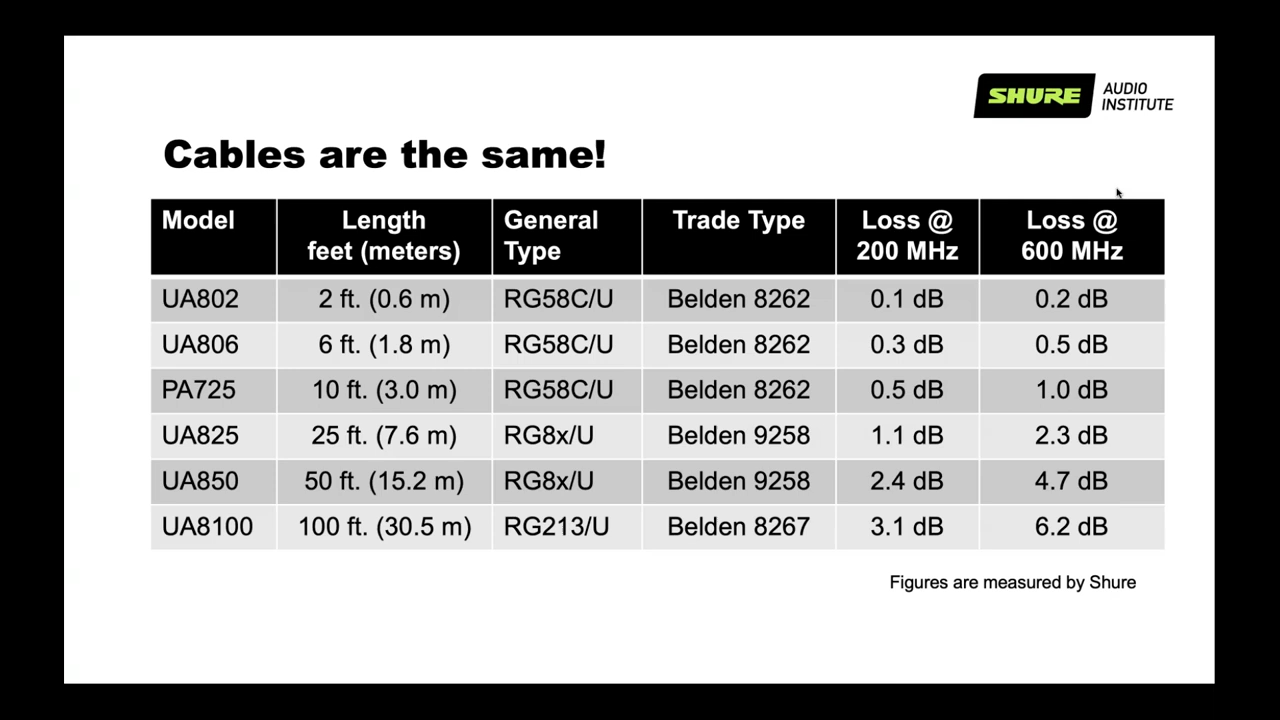 SHURE AUDIO INSTITUTE
Cables are the same!
Model Length feet (meters) General Type Trade Type Loss @ 200 MHz Loss @ 600 MHz
UA802 2 ft. (0.6 m) RG58C/U Belden 8262 0.1 dB 0.2 dB
UA806 6 ft. (1.8 m) RG58C/U Belden 8262 0.3 dB 0.5 dB
PA725 10 ft. (3.0 m) RG58C/U Belden 8262 0.5 dB 1.0 dB
UA825 25 ft. (7.6 m) RG8x/U Belden 9258 1.1 dB 2.3 dB
UA850 50 ft. (15.2 m) RG8x/U Belden 9258 2.4 dB 4.7 dB
UA8100 100 ft. (30.5 m) RG213/U Belden 8267 3.1 dB 6.2 dB
Figures are measured by Shure